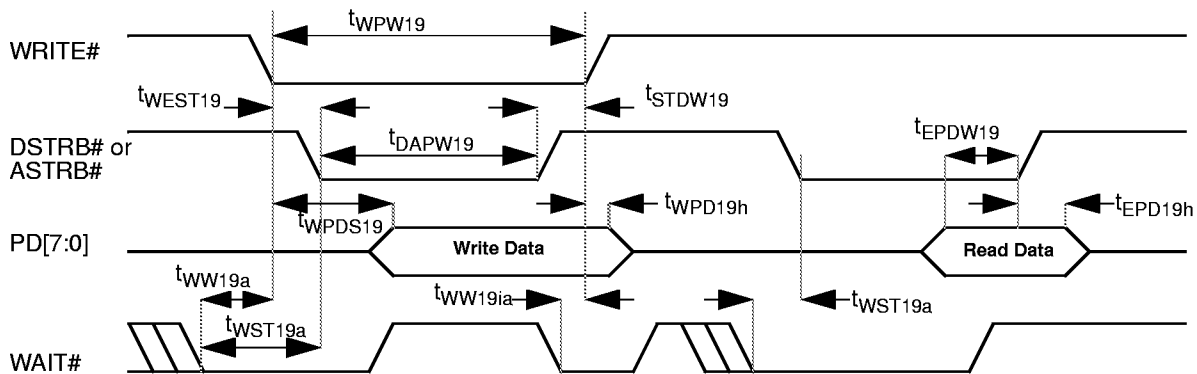 tWPW19
WRITE#
tWEST19
tSTDW19
DSTRB# or
ASTRB#
tDAPW19
tEPDW19
tWPDS19
tWPD19h
tEPD19h
PD[7:0]
Write Data
Read Data
tWW19a
tWW19ia
tWST19a
tWST19a
WAIT#